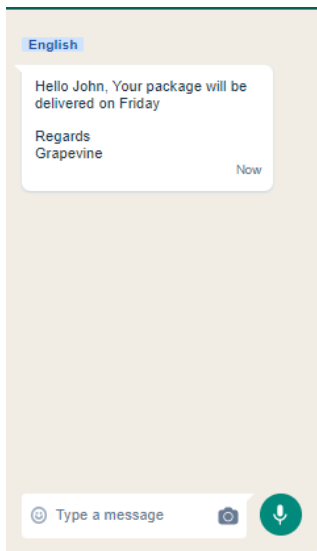 English
Hello John, Your package will be
delivered on Friday
Regards
Grapevine
Now
Type a message